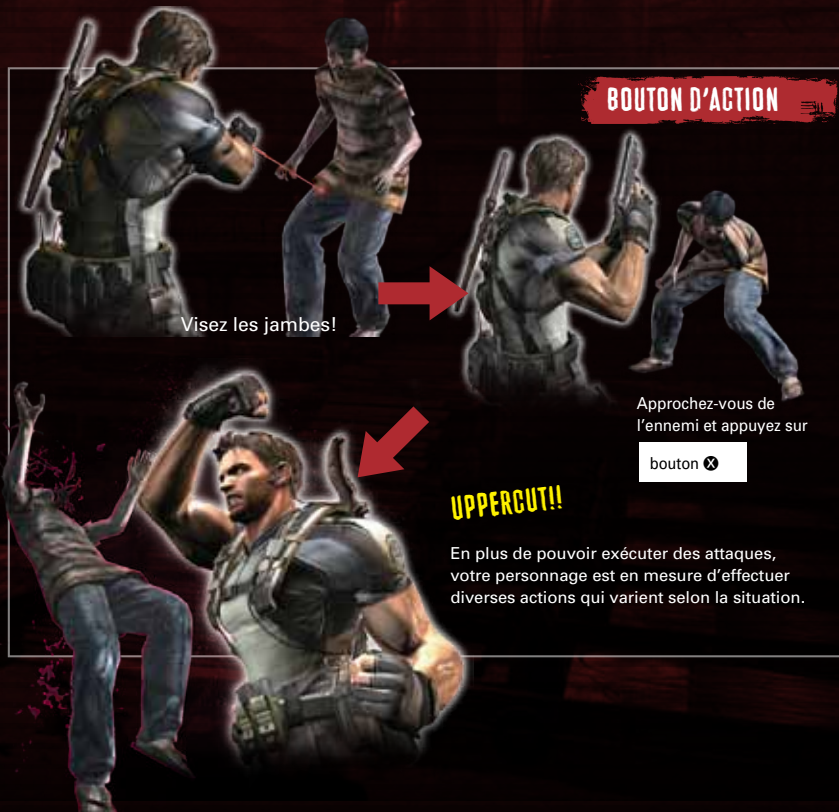 BOUTON D'ACTION
Visez les jambes!
Approchez-vous de
l'ennemi et appuyez sur
bouton X
UPPERCUT!!
En plus de pouvoir exécuter des attaques,
votre personnage est en mesure d'effectuer
diverses actions qui varient selon la situation.